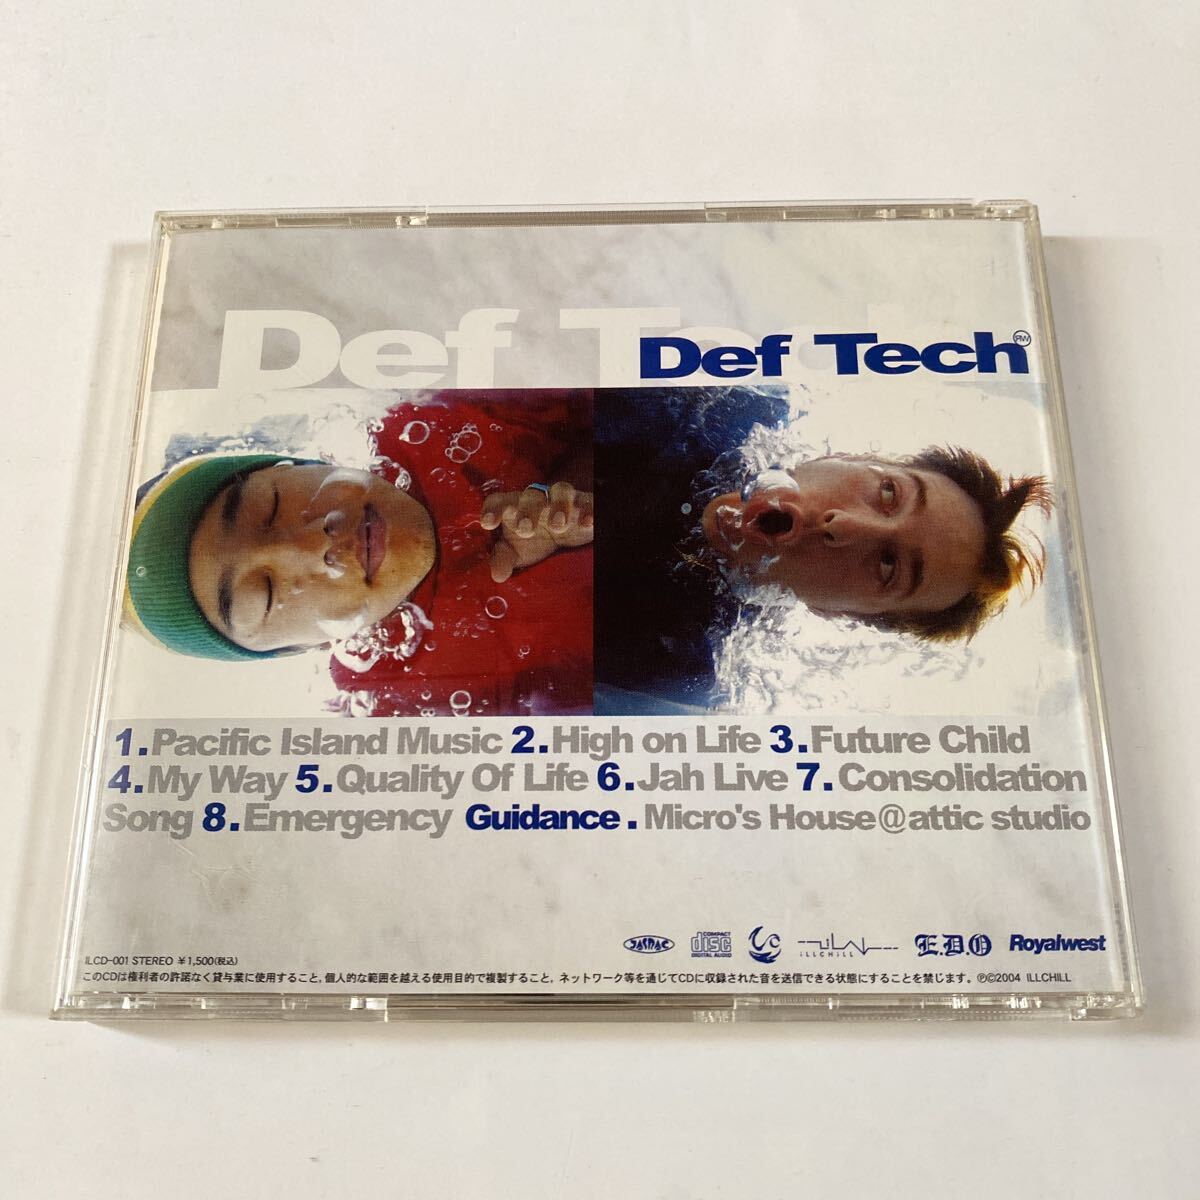 Def Tech
Def Tech RW
1.Pacific Island Music 2.High on Life 3.Future Child
4.My Way 5.Quality Of Life 6.Jah Live 7.Consolidation
Song 8.Emergency Guidance.Micro's House@attic studio
JASRAC COMPACT disc DIGITAL AUDIO iLLCHiLL E.D.O Royalwest
ILCD-001 STEREO ¥1,500(税込)
このCDは権利者の許諾なく賃与業に使用すること, 個人的な範囲を越える使用目的で複製すること, ネットワーク等を通じてCDに収録された音を送信できる状態にすることを禁じます。 ℗©2004 ILLCHILL